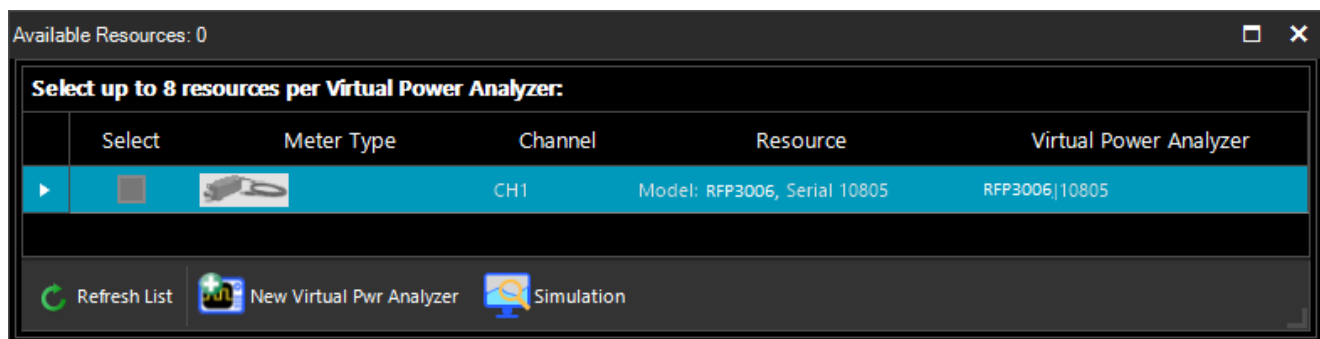 Available Resources: 0
Select up to 8 resources per Virtual Power Analyzer:
Select Meter Type Channel Resource Virtual Power Analyzer
CH1 Model: RFP3006, Serial 10805 RFP3006|10805
Refresh List New Virtual Pwr Analyzer Simulation